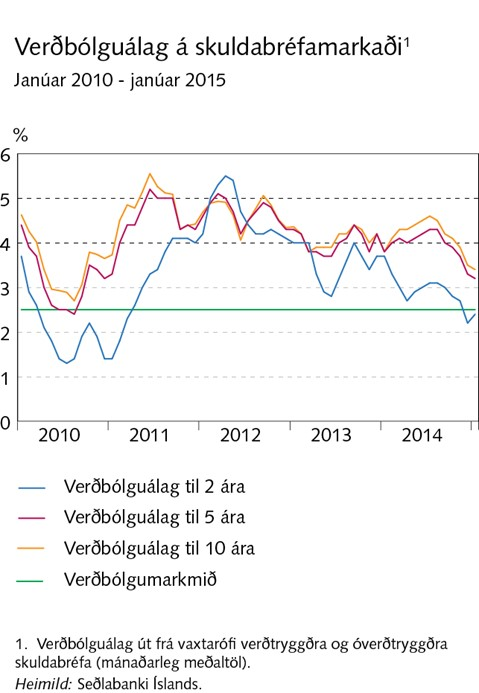 Verðbólguálag á skuldabréfamarkaði¹
Janúar 2010 - janúar 2015
%
6
5
4
3
2
1
0
2010 2011 2012 2013 2014
Verðbólguálag til 2 ára
Verðbólguálag til 5 ára
Verðbólguálag til 10 ára
Verðbólgumarkmið
1. Verðbólguálag út frá vaxtarófi verðtryggðra og óverðtryggðra
skuldabréfa (mánaðarleg meðaltöl).
Heimild: Seðlabanki Íslands.